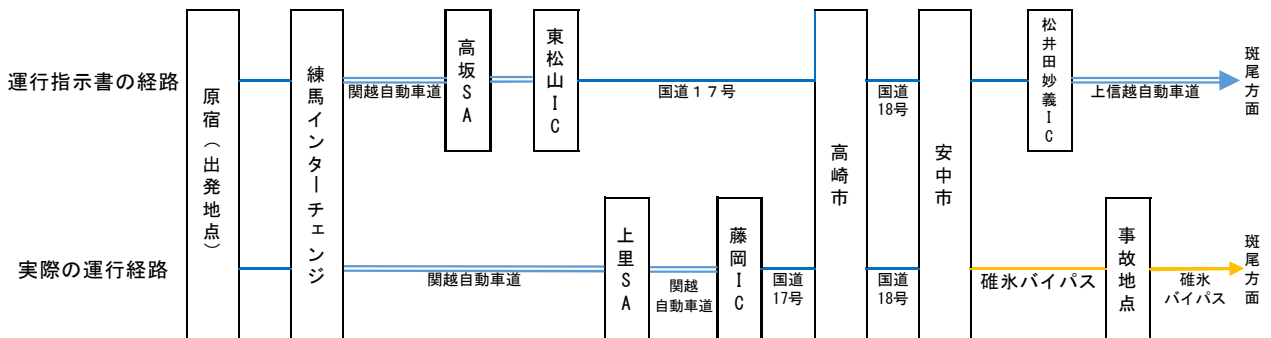 運行指示書の経路
原宿（出発地点）
練馬インターチェンジ
関越自動車道
高坂SA
東松山IC
国道１７号
高崎市
国道
18号
安中市
松井田妙義IC
上信越自動車道
斑尾方面
実際の運行経路
関越自動車道
上里SA
関越
自動車道
藤岡IC
国道
17号
国道
18号
碓氷バイパス
事故地点
碓氷
バイパス
斑尾方面